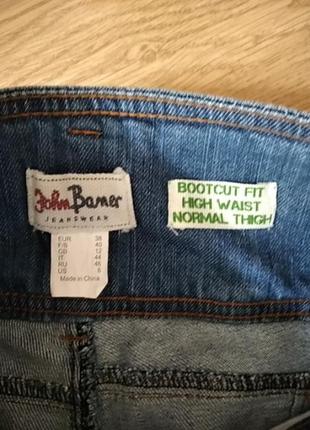 John Baner
JEANSWEAR
EUR 38
F/B 40
GB 12
IT 44
RU 46
US 8
Made in China
BOOTCUT FIT
HIGH WAIST
NORMAL THIGH